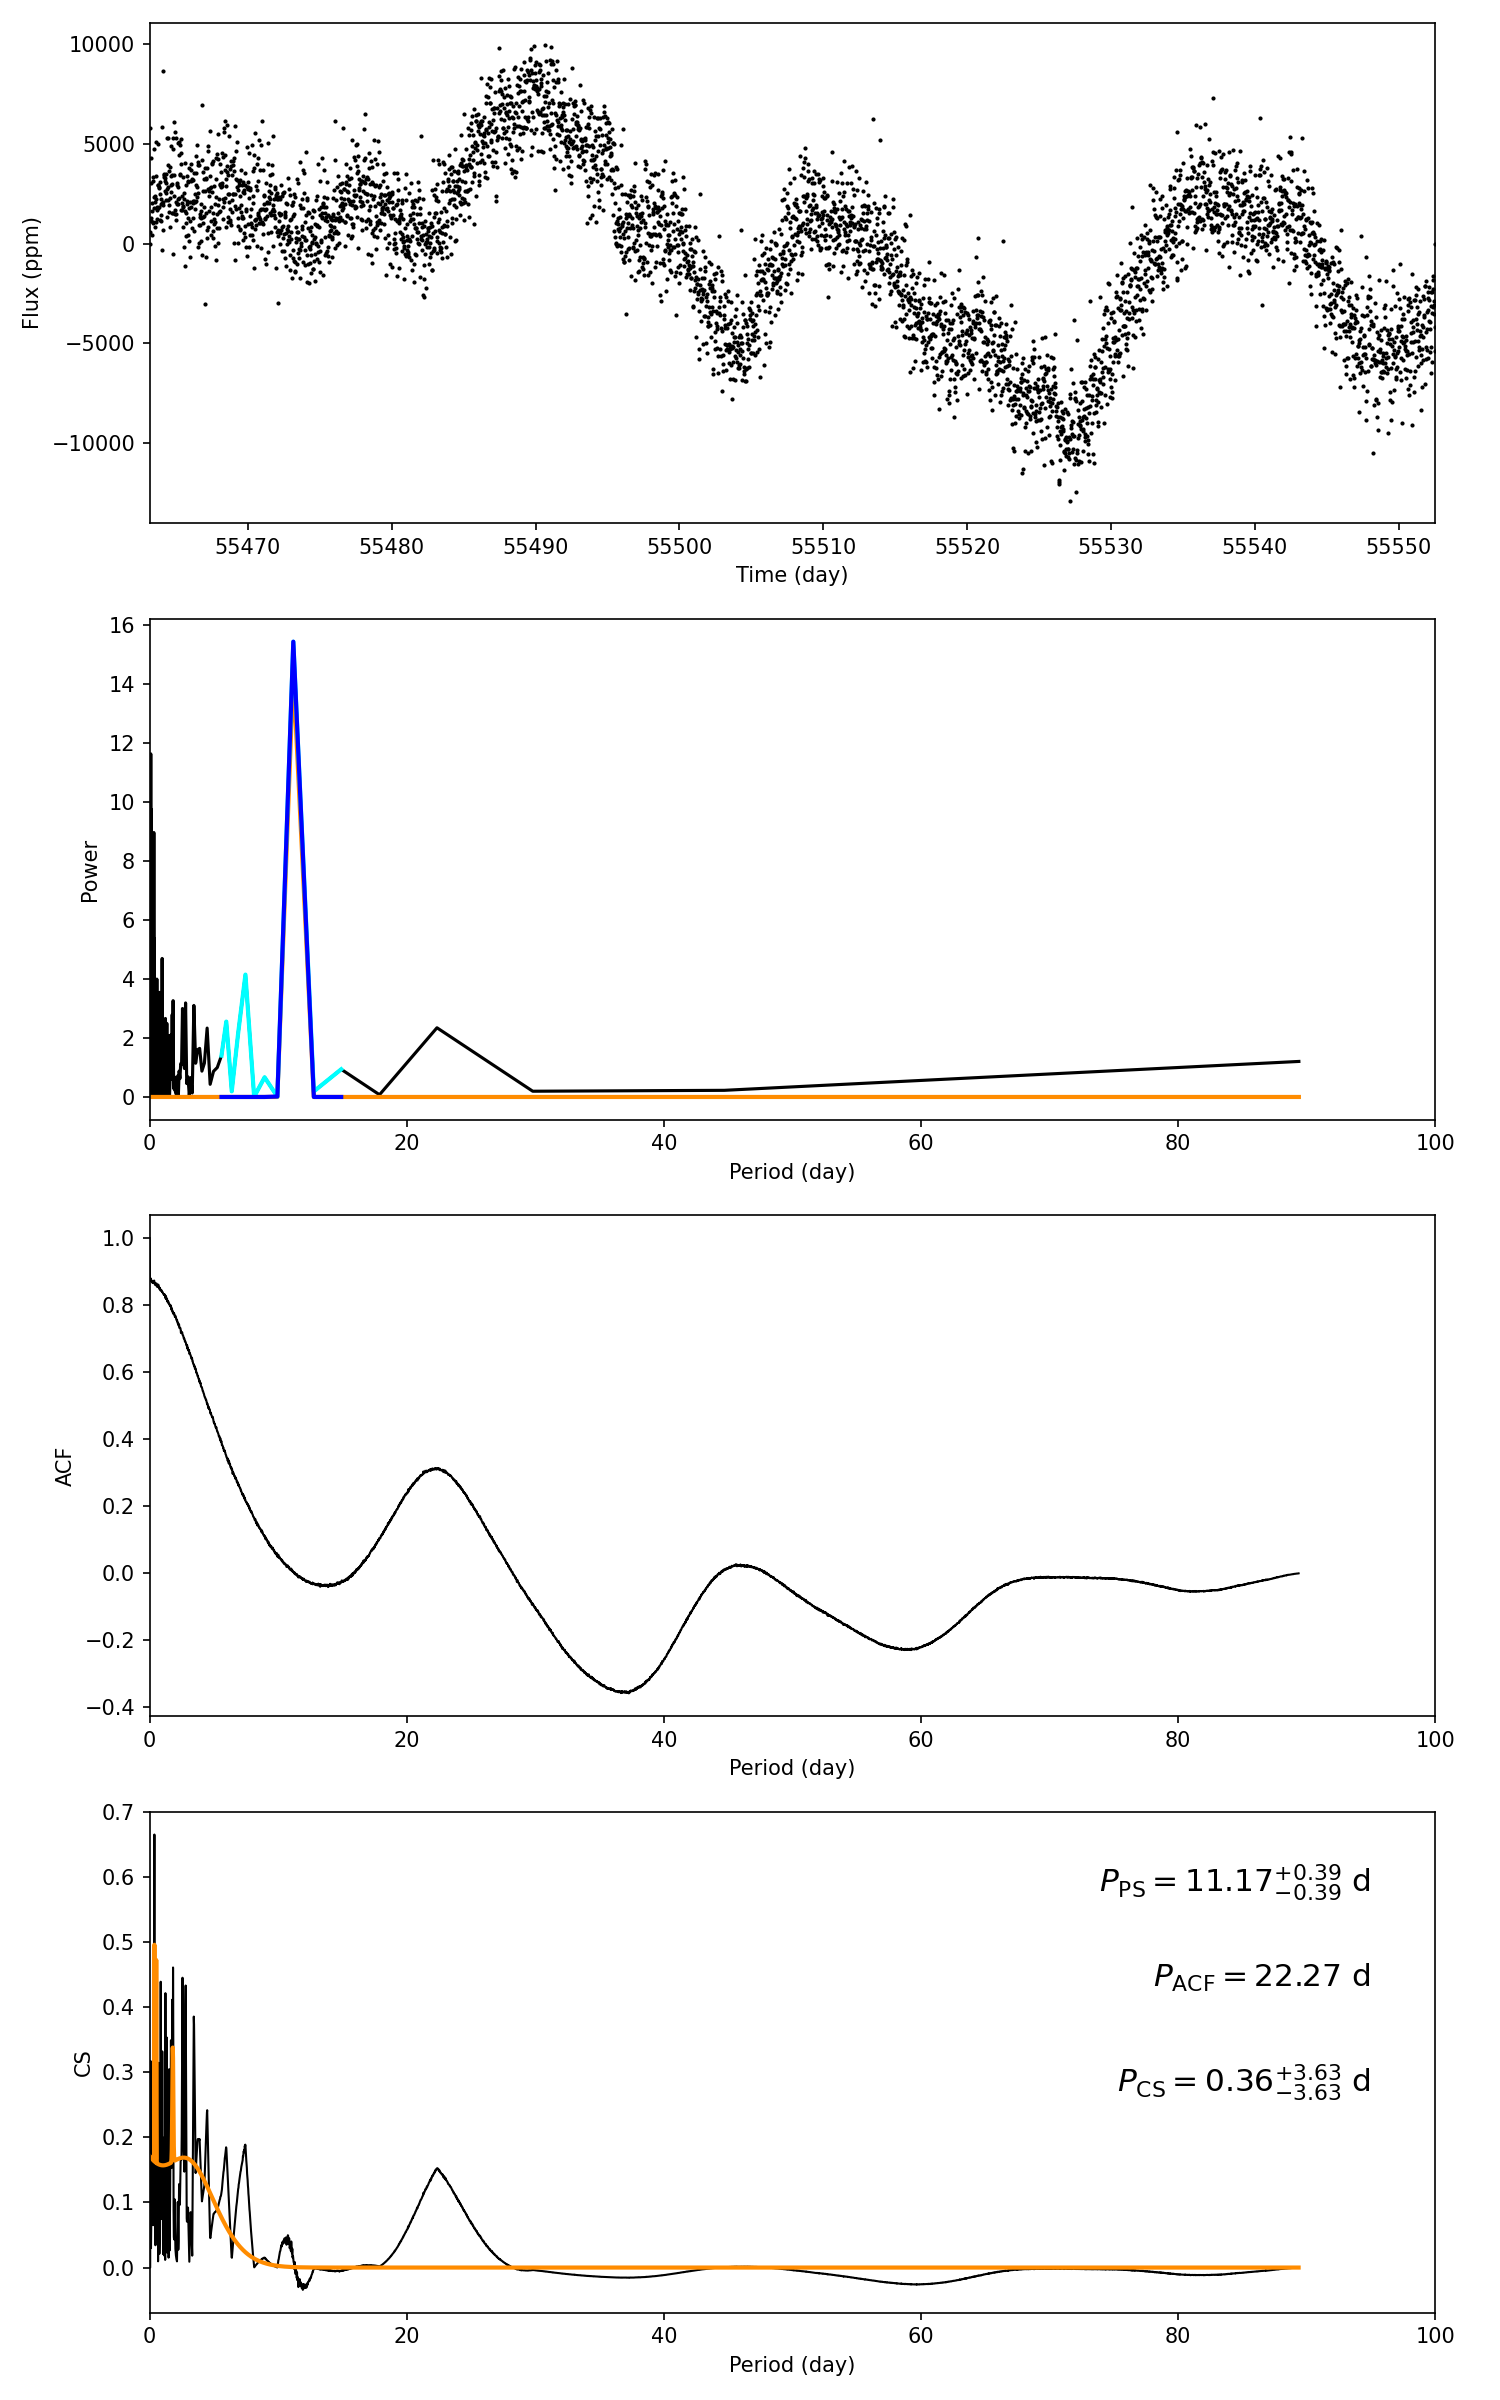 10000
5000
0
−5000
−10000
Flux (ppm)
55470 55480 55490 55500 55510 55520 55530 55540 55550
Time (day)
16
14
12
10
8
6
4
2
0
Power
0 20 40 60 80 100
Period (day)
1.0
0.8
0.6
0.4
0.2
0.0
−0.2
−0.4
ACF
0 20 40 60 80 100
Period (day)
0.7
0.6
0.5
0.4
0.3
0.2
0.1
0.0
CS
P_PS = 11.17^{+0.39}_{−0.39} d
P_ACF = 22.27 d
P_CS = 0.36^{+3.63}_{−3.63} d
0 20 40 60 80 100
Period (day)